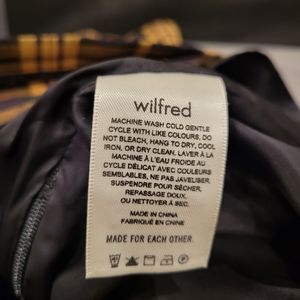 wilfred
MACHINE WASH COLD GENTLE
CYCLE WITH LIKE COLOURS, DO
NOT BLEACH, HANG TO DRY, COOL
IRON, OR DRY CLEAN. LAVER À LA
MACHINE À L'EAU FROIDE AU
CYCLE DÉLICAT AVEC COULEURS
SEMBLABLES, NE PAS JAVELISER,
SUSPENDRE POUR SÉCHER,
REPASSAGE DOUX,
OU NETTOYER À SEC.
MADE IN CHINA
FABRIQUÉ EN CHINE
MADE FOR EACH OTHER.